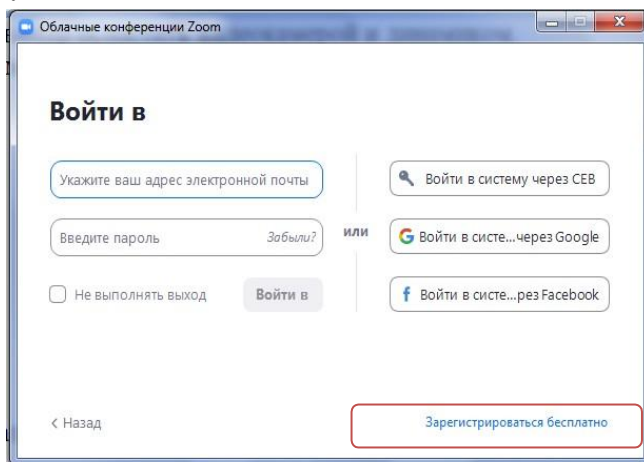 Облачные конференции Zoom
Войти в
Укажите ваш адрес электронной почты
Введите пароль
Забыли?
Не выполнять выход
Войти в
или
Войти в систему через СЕВ
Войти в систе...через Google
Войти в систе...рез Facebook
< Назад
Зарегистрироваться бесплатно